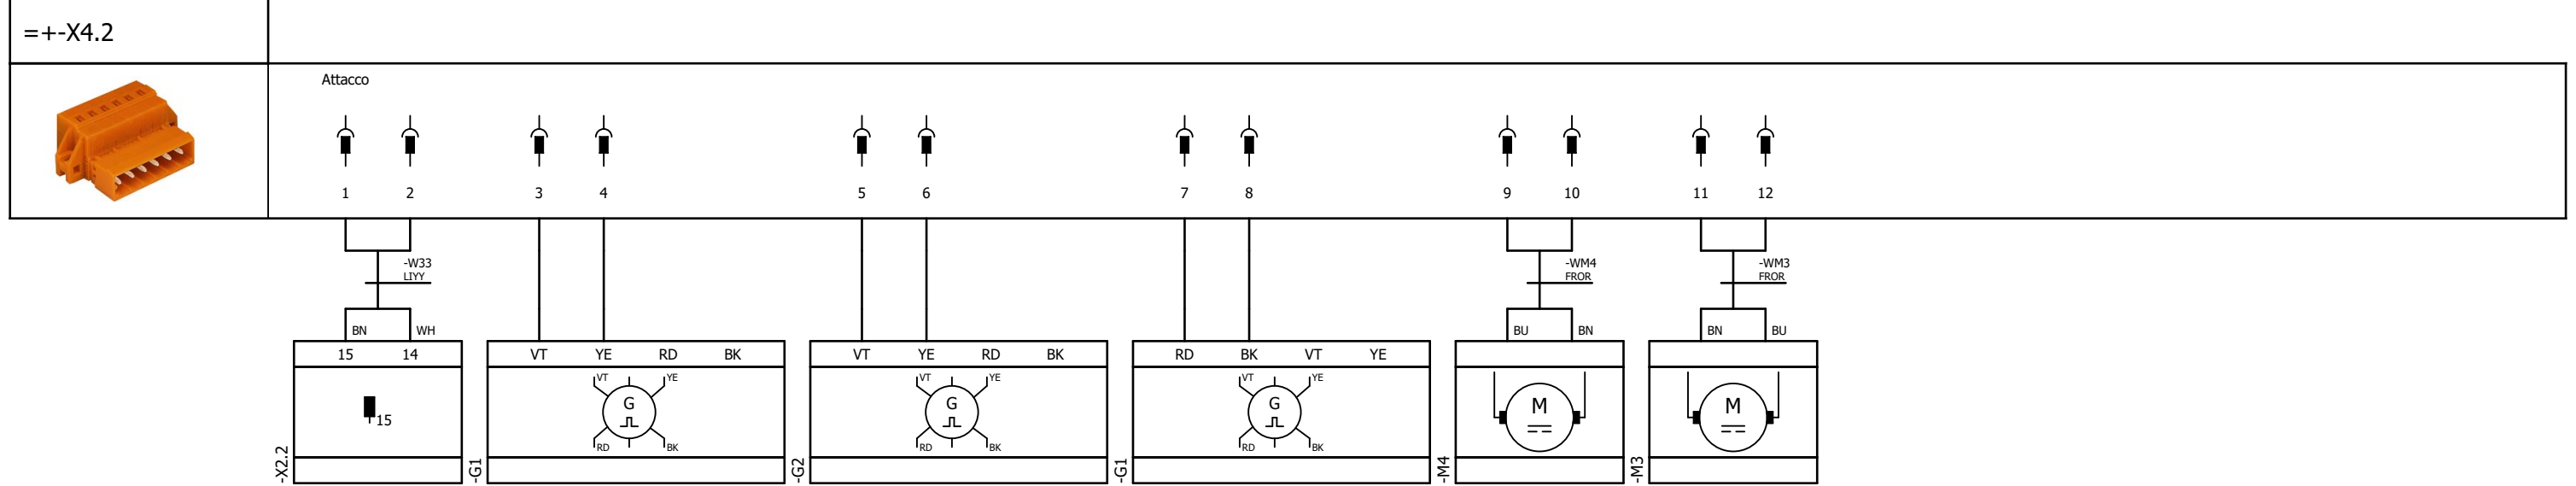 =+-X4.2
Attacco
1 2 3 4 5 6 7 8 9 10 11 12
-W33
LIYY
-WM4
FROR
-WM3
FROR
BN WH BU BN BN BU
15 14 VT YE RD BK VT YE RD BK RD BK VT YE
VT YE VT YE VT YE
G G G M M
15
RD BK RD BK RD BK
-X2.2 -G1 -G2 -G1 -M4 -M3